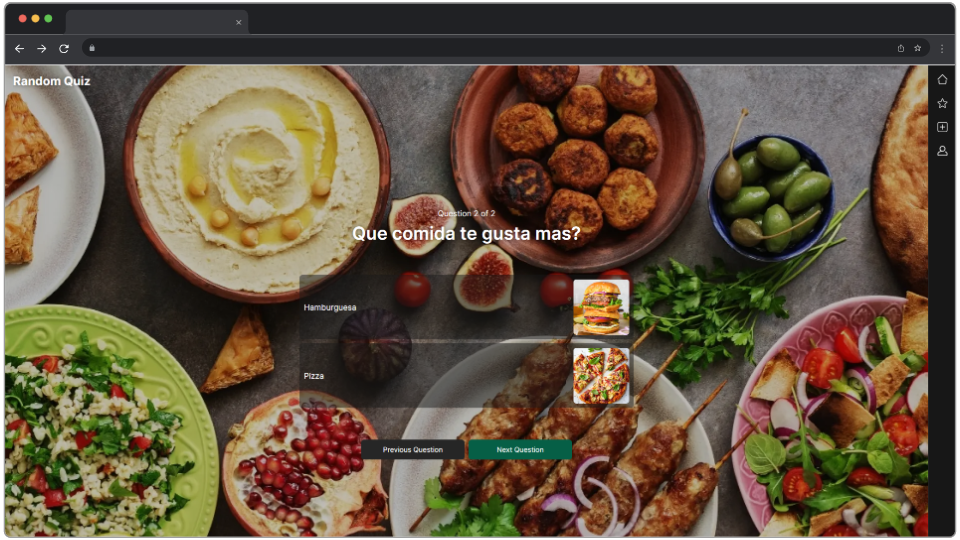 Random Quiz
Question 2 of 2
Que comida te gusta mas?
Hamburguesa
Pizza
Previous Question
Next Question